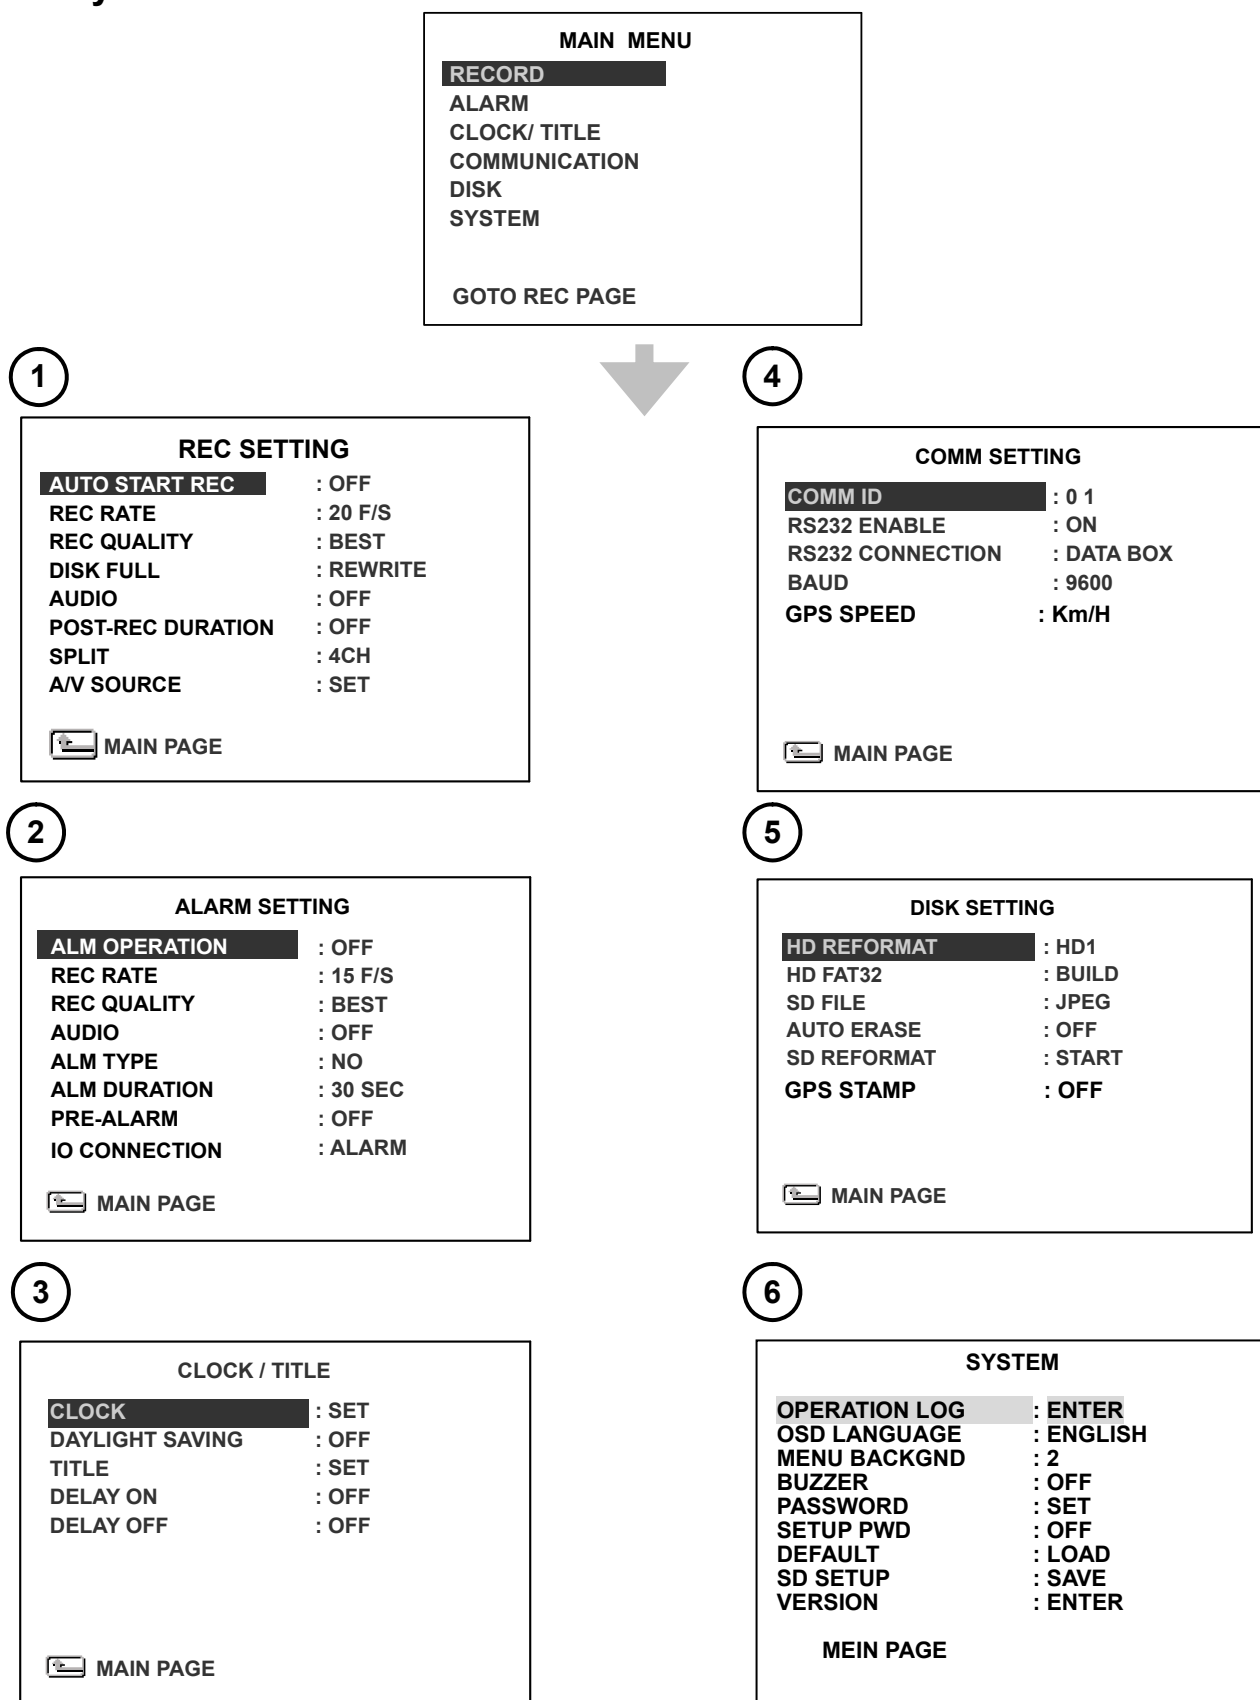 MAIN MENU
RECORD
ALARM
CLOCK/ TITLE
COMMUNICATION
DISK
SYSTEM
GOTO REC PAGE
1
REC SETTING
AUTO START REC : OFF
REC RATE : 20 F/S
REC QUALITY : BEST
DISK FULL : REWRITE
AUDIO : OFF
POST-REC DURATION : OFF
SPLIT : 4CH
A/V SOURCE : SET
MAIN PAGE
2
ALARM SETTING
ALM OPERATION : OFF
REC RATE : 15 F/S
REC QUALITY : BEST
AUDIO : OFF
ALM TYPE : NO
ALM DURATION : 30 SEC
PRE-ALARM : OFF
IO CONNECTION : ALARM
MAIN PAGE
3
CLOCK / TITLE
CLOCK : SET
DAYLIGHT SAVING : OFF
TITLE : SET
DELAY ON : OFF
DELAY OFF : OFF
MAIN PAGE
4
COMM SETTING
COMM ID : 0 1
RS232 ENABLE : ON
RS232 CONNECTION : DATA BOX
BAUD : 9600
GPS SPEED : Km/H
MAIN PAGE
5
DISK SETTING
HD REFORMAT : HD1
HD FAT32 : BUILD
SD FILE : JPEG
AUTO ERASE : OFF
SD REFORMAT : START
GPS STAMP : OFF
MAIN PAGE
6
SYSTEM
OPERATION LOG : ENTER
OSD LANGUAGE : ENGLISH
MENU BACKGND : 2
BUZZER : OFF
PASSWORD : SET
SETUP PWD : OFF
DEFAULT : LOAD
SD SETUP : SAVE
VERSION : ENTER
MEIN PAGE